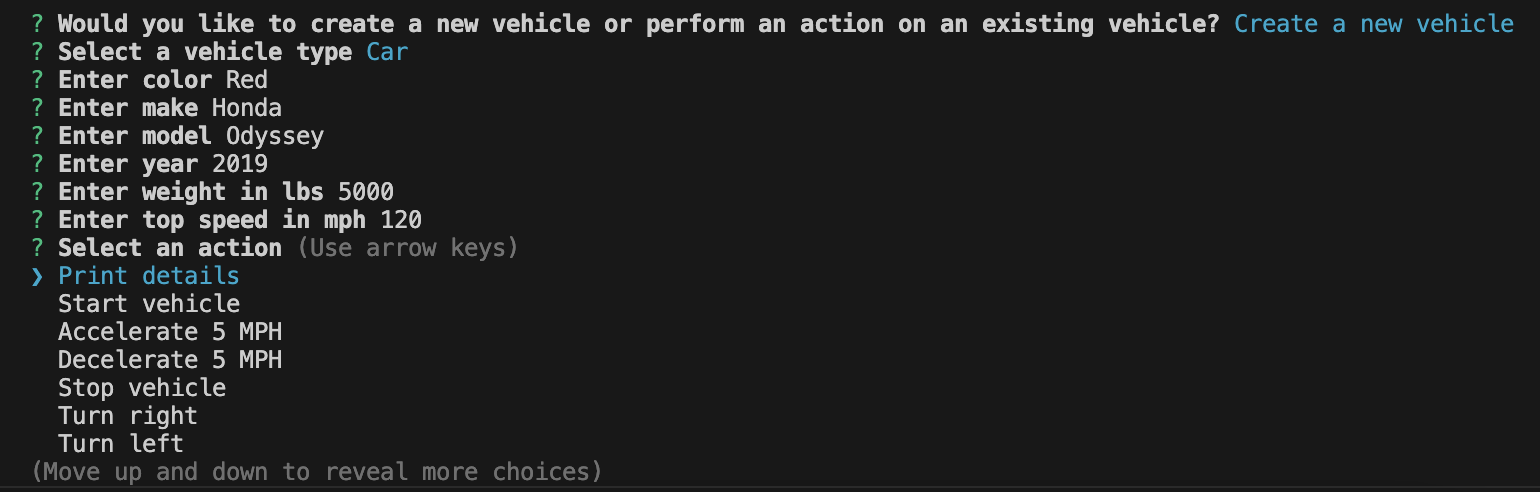 ? Would you like to create a new vehicle or perform an action on an existing vehicle? Create a new vehicle
? Select a vehicle type Car
? Enter color Red
? Enter make Honda
? Enter model Odyssey
? Enter year 2019
? Enter weight in lbs 5000
? Enter top speed in mph 120
? Select an action (Use arrow keys)
❯ Print details
Start vehicle
Accelerate 5 MPH
Decelerate 5 MPH
Stop vehicle
Turn right
Turn left
(Move up and down to reveal more choices)